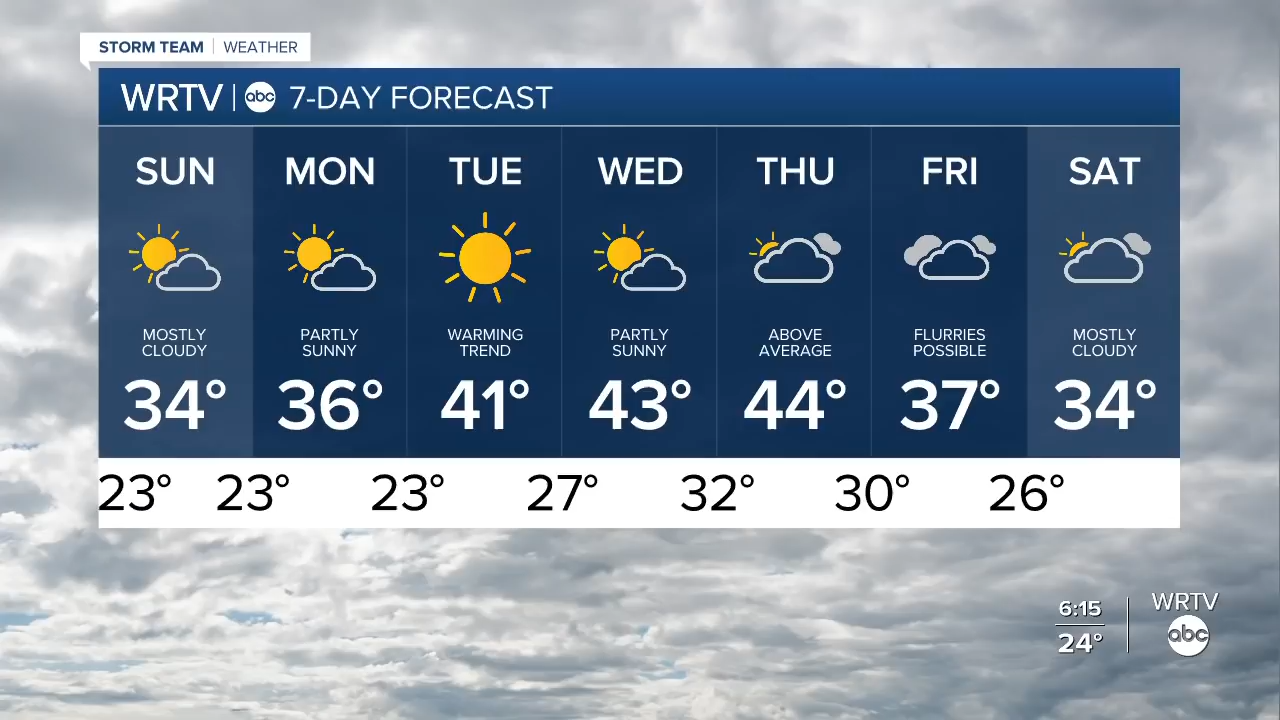 STORM TEAM | WEATHER
WRTV | abc 7-DAY FORECAST
SUN MON TUE WED THU FRI SAT
MOSTLY PARTLY WARMING PARTLY ABOVE FLURRIES MOSTLY
CLOUDY SUNNY TREND SUNNY AVERAGE POSSIBLE CLOUDY
34° 36° 41° 43° 44° 37° 34°
23° 23° 23° 27° 32° 30° 26°
6:15
24°
WRTV
abc